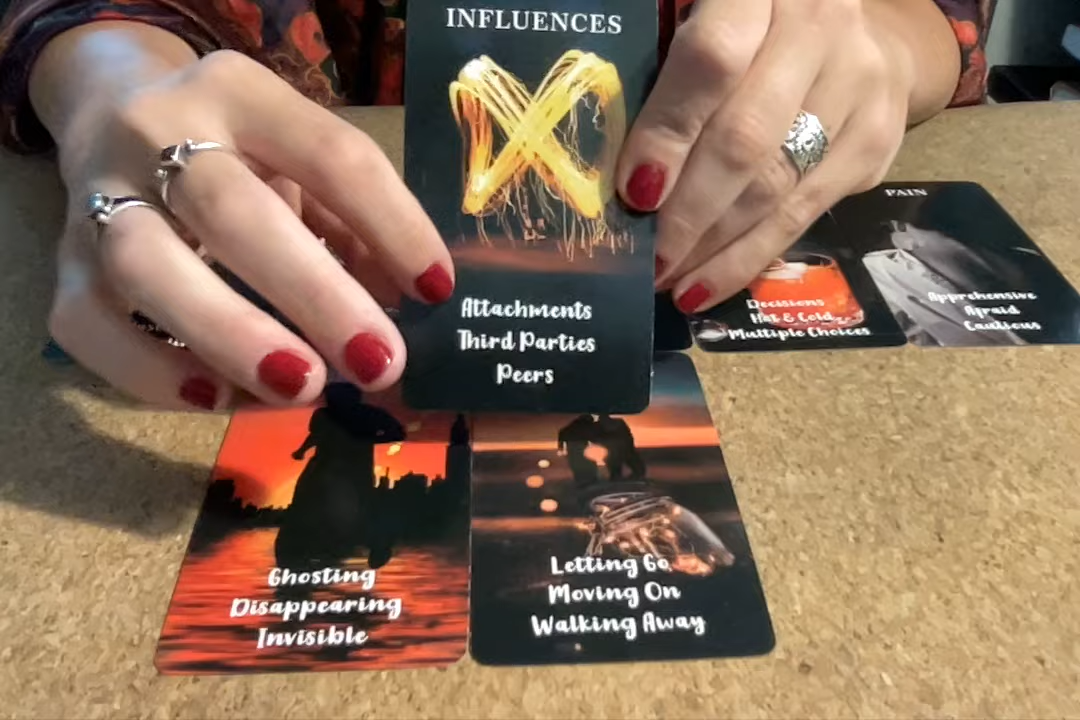 INFLUENCES
Attachments
Third Parties
Peers
Decisions
Hot & Cold
Multiple Choices
PAIN
Apprehensive
Afraid
Cautious
Ghosting
Disappearing
Invisible
Letting Go
Moving On
Walking Away